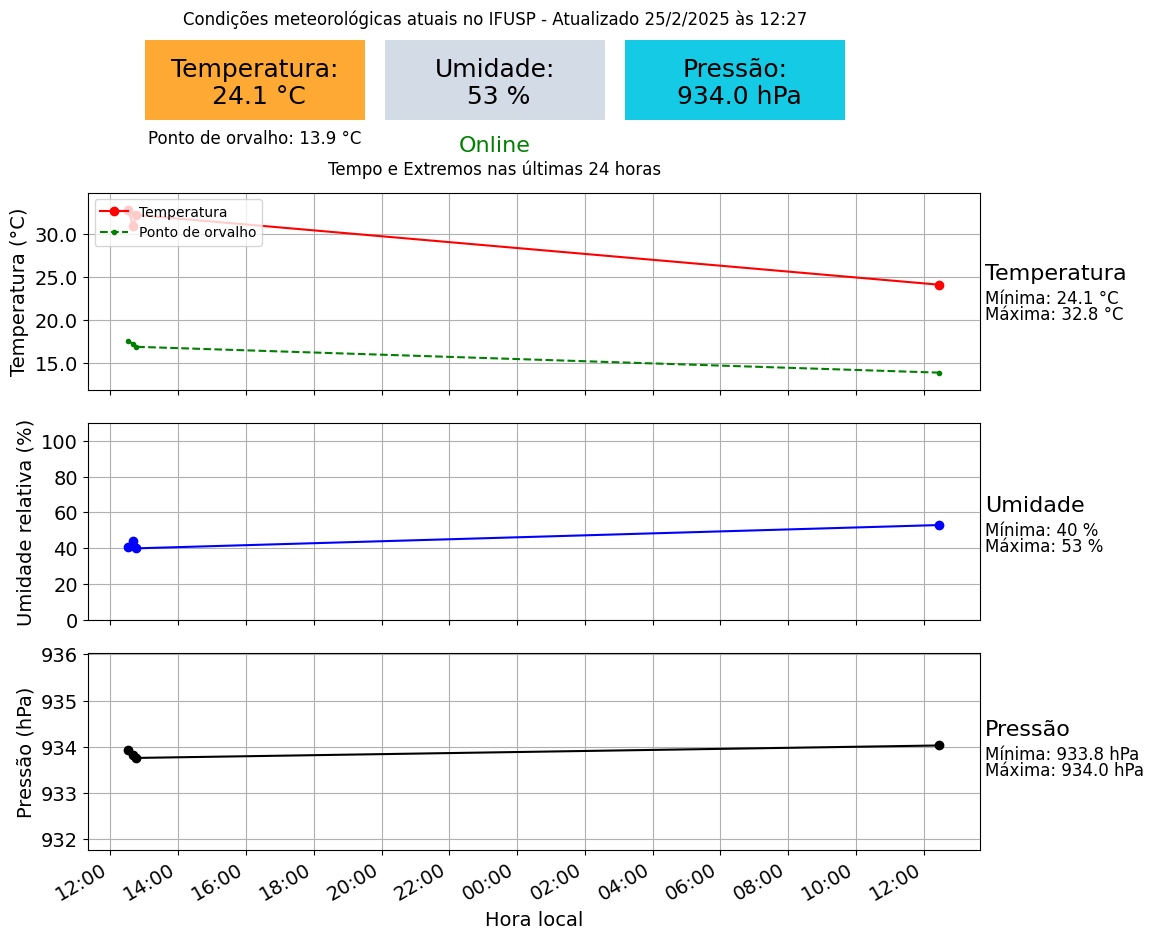 Condições meteorológicas atuais no IFUSP - Atualizado 25/2/2025 às 12:27
Temperatura:
24.1 °C
Umidade:
53 %
Pressão:
934.0 hPa
Ponto de orvalho: 13.9 °C
Online
Tempo e Extremos nas últimas 24 horas
Temperatura (°C)
30.0
25.0
20.0
15.0
Temperatura
Ponto de orvalho
Temperatura
Mínima: 24.1 °C
Máxima: 32.8 °C
Umidade relativa (%)
100
80
60
40
20
0
Umidade
Mínima: 40 %
Máxima: 53 %
Pressão (hPa)
936
935
934
933
932
Pressão
Mínima: 933.8 hPa
Máxima: 934.0 hPa
12:00
14:00
16:00
18:00
20:00
22:00
00:00
02:00
04:00
06:00
08:00
10:00
12:00
Hora local